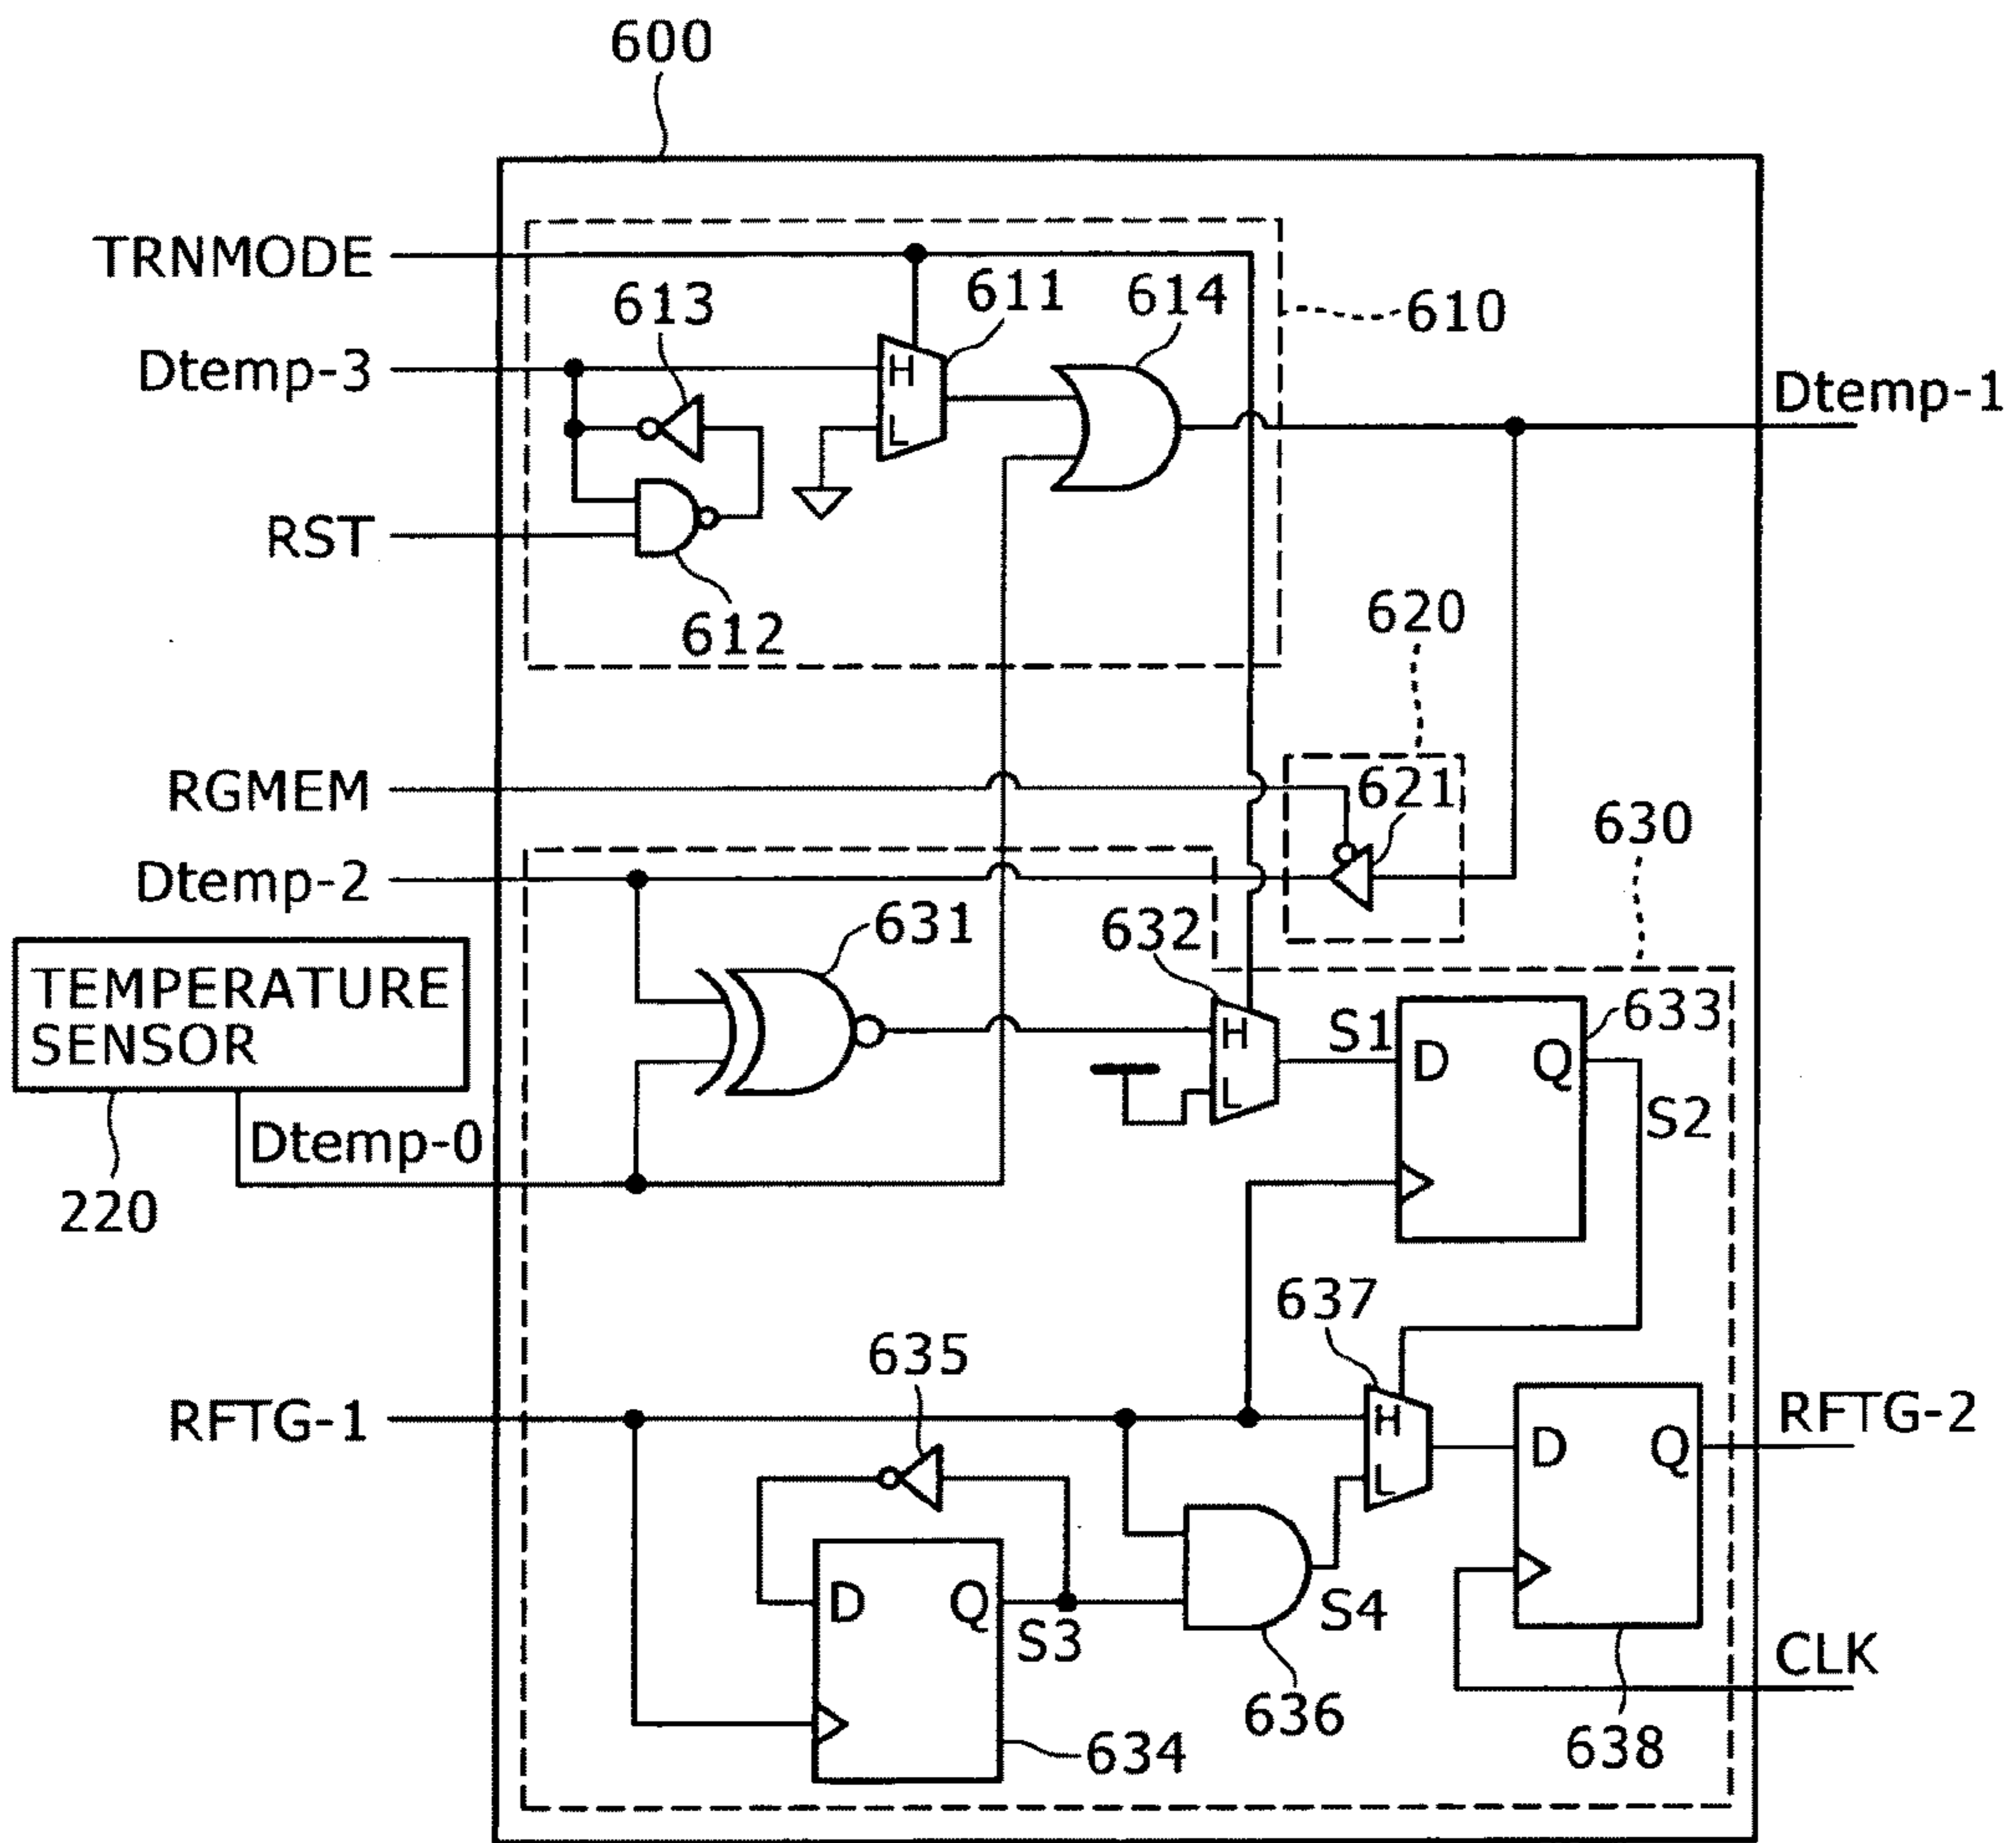 600
TRNMODE
613
611
614
610
Dtemp-3
H
L
Dtemp-1
RST
612
620
RGMEM
621
630
Dtemp-2
631
632
TEMPERATURE
SENSOR
H
L
S1
D
Q
633
S2
Dtemp-0
220
637
635
RFTG-1
H
L
D
Q
RFTG-2
D
Q
S3
S4
636
CLK
634
638